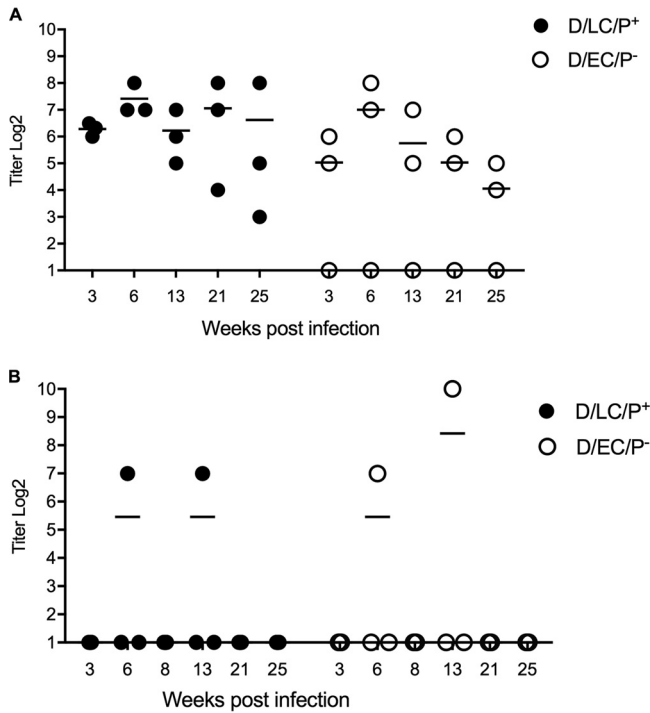 A
D/LC/P+
D/EC/P-
Titer Log2
10
9
8
7
6
5
4
3
2
1
3 6 13 21 25 3 6 13 21 25
Weeks post infection
B
D/LC/P+
D/EC/P-
Titer Log2
10
9
8
7
6
5
4
3
2
1
3 6 8 13 21 25 3 6 8 13 21 25
Weeks post infection